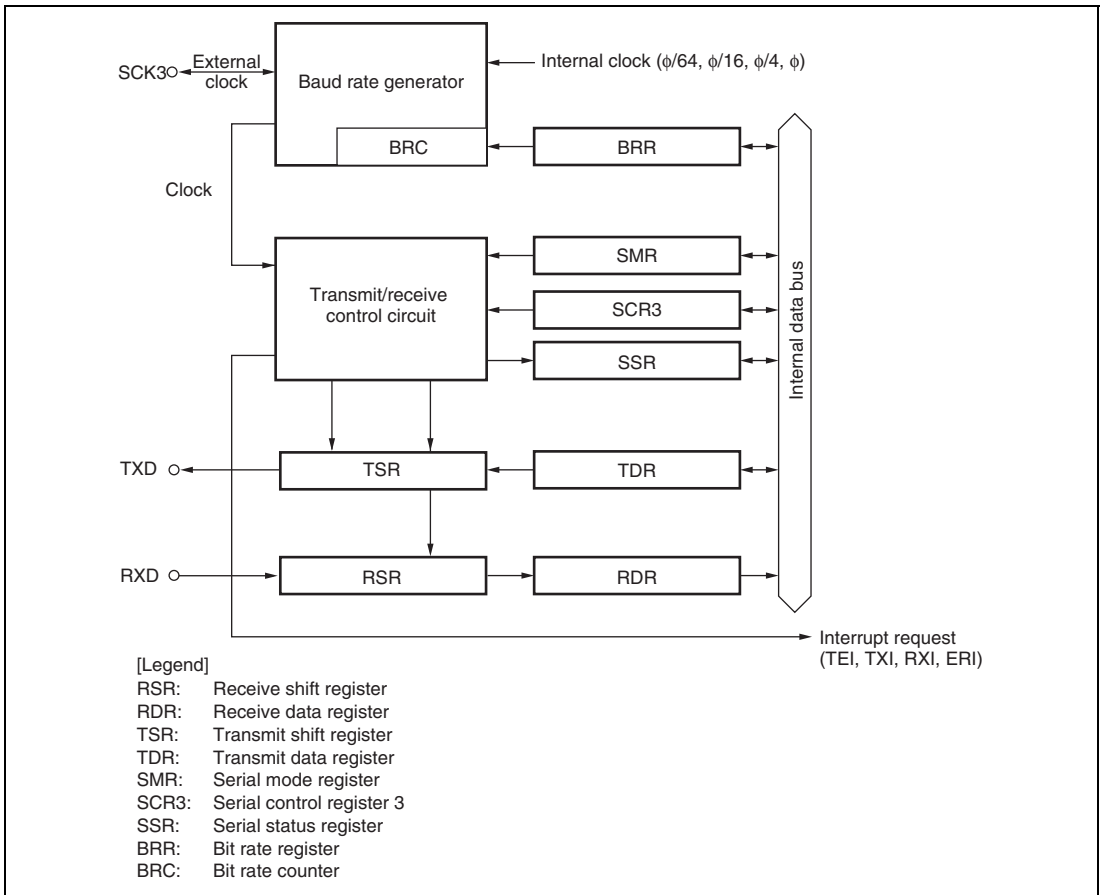 SCK3
External
clock
Baud rate generator
Internal clock (ϕ/64, ϕ/16, ϕ/4, ϕ)
BRC
BRR
Clock
Transmit/receive
control circuit
SMR
SCR3
SSR
Internal data bus
TXD
TSR
TDR
RXD
RSR
RDR
Interrupt request
(TEI, TXI, RXI, ERI)
[Legend]
RSR: Receive shift register
RDR: Receive data register
TSR: Transmit shift register
TDR: Transmit data register
SMR: Serial mode register
SCR3: Serial control register 3
SSR: Serial status register
BRR: Bit rate register
BRC: Bit rate counter